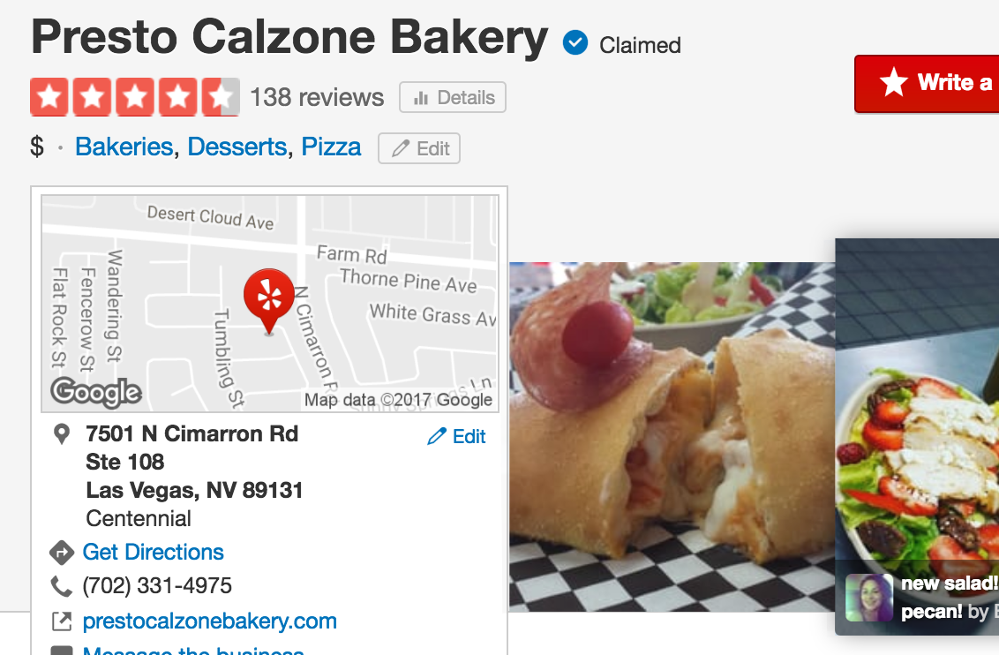 Presto Calzone Bakery Claimed
138 reviews Details
Write a
$ · Bakeries, Desserts, Pizza Edit
Desert Cloud Ave
Farm Rd
Thorne Pine Ave
White Grass Av
Wandering St
Fencerow St
Flat Rock St
Tumbling St
N Cimarron R
Google
Map data ©2017 Google
7501 N Cimarron Rd Edit
Ste 108
Las Vegas, NV 89131
Centennial
Get Directions
(702) 331-4975
prestocalzonebakery.com
Message the business
new salad!
pecan! by